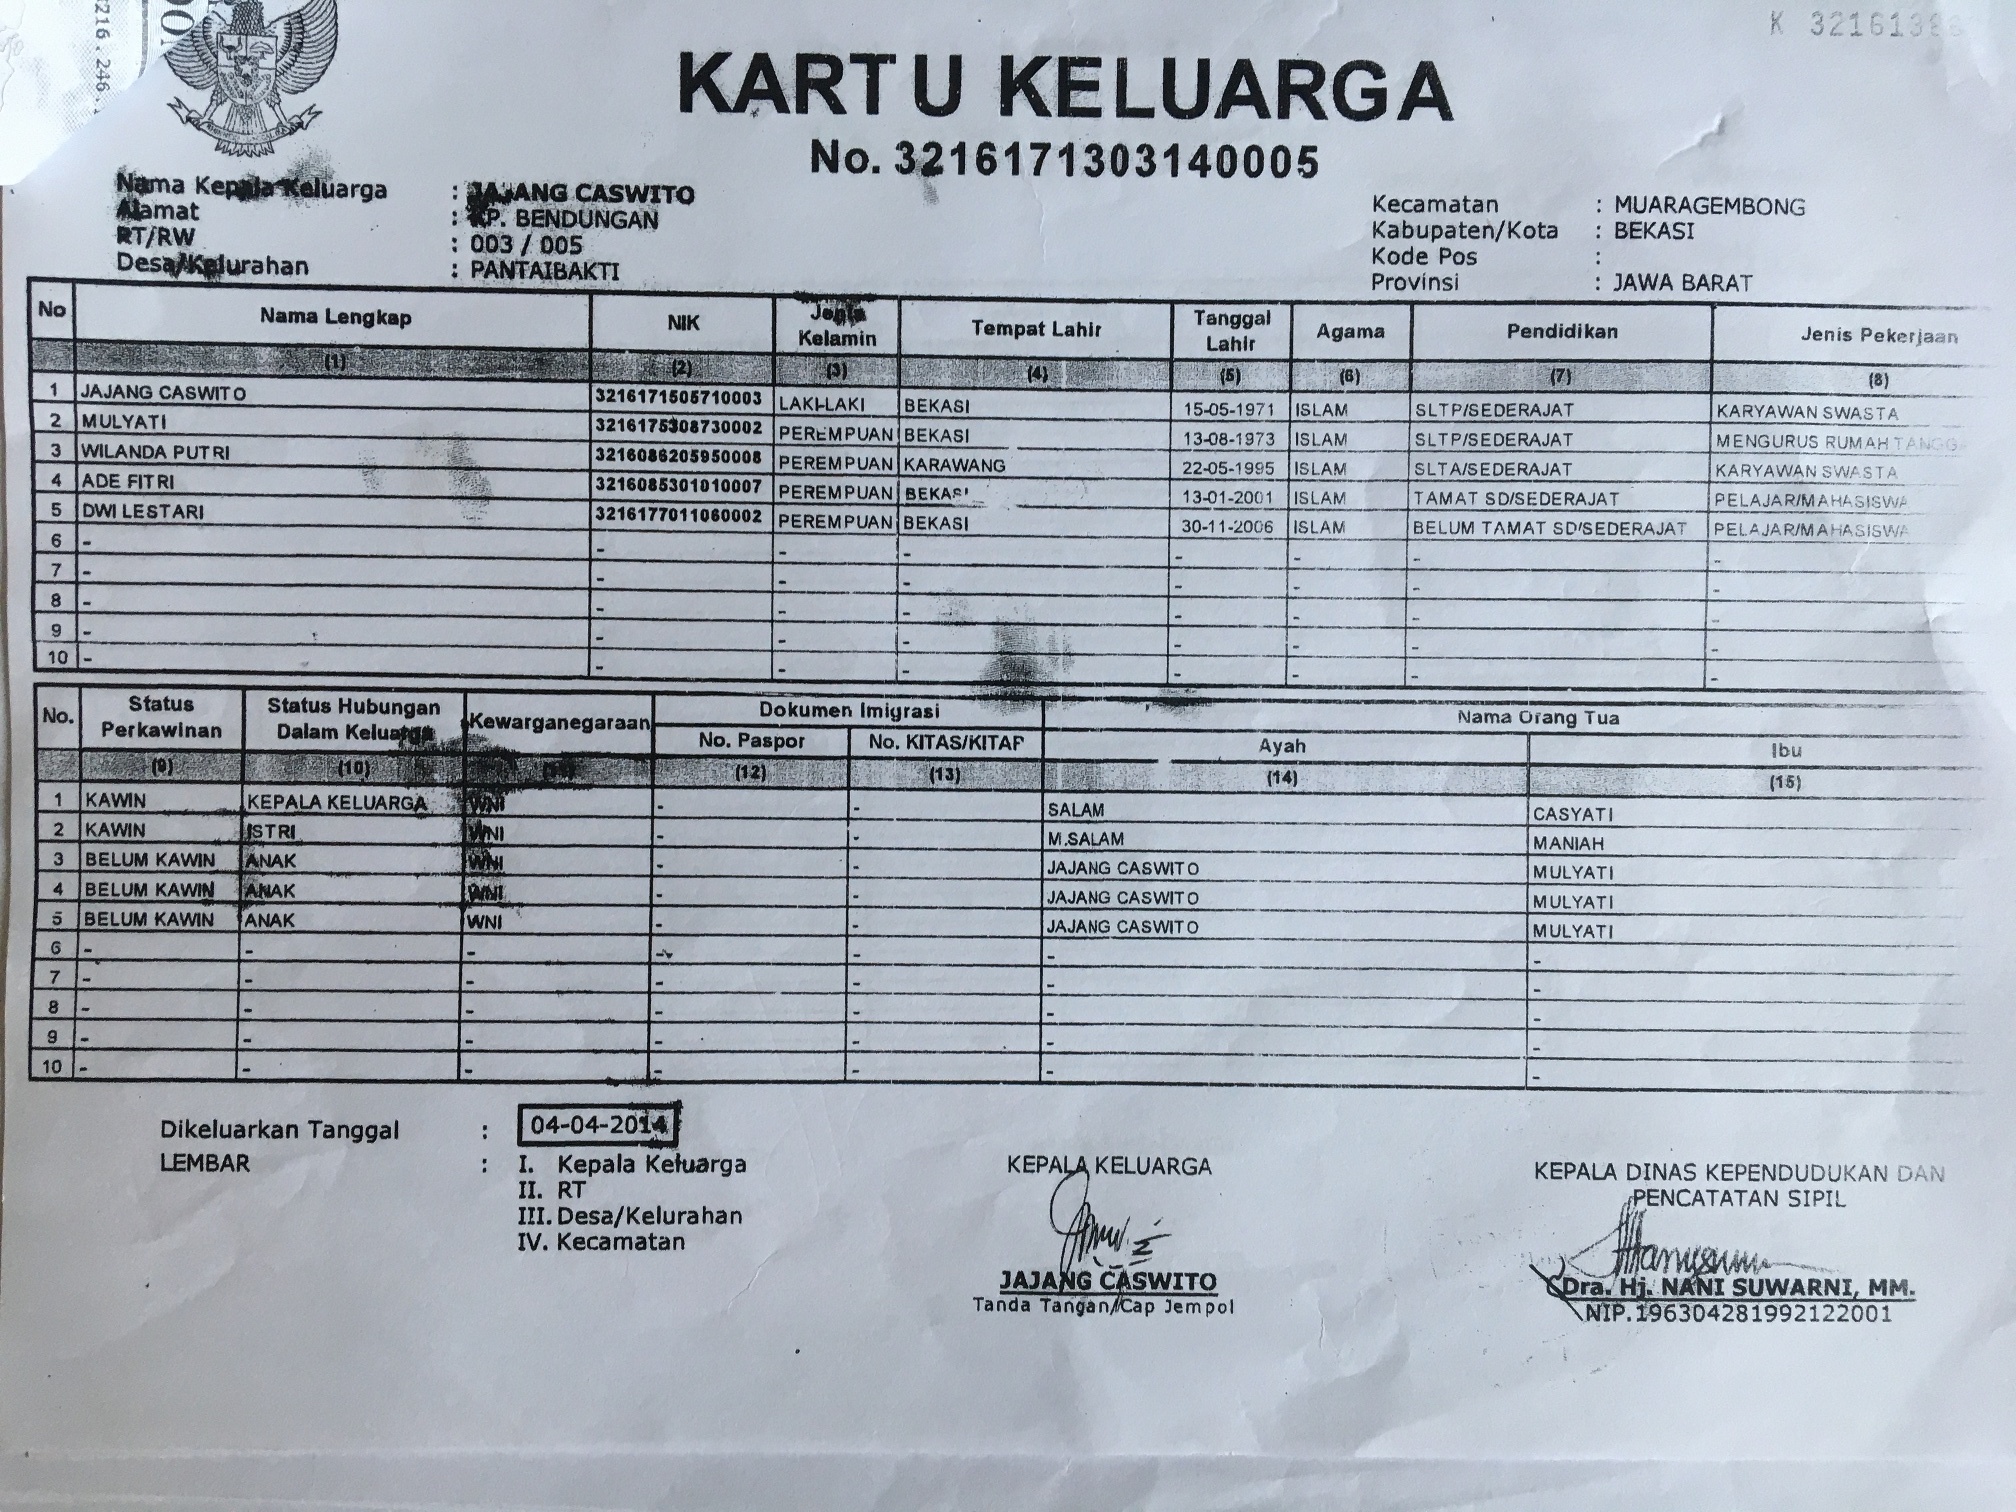 K 3216138
KARTU KELUARGA
No. 3216171303140005
Nama Kepala Keluarga : JAJANG CASWITO
Alamat : KP. BENDUNGAN
RT/RW : 003 / 005
Desa/Kelurahan : PANTAIBAKTI
Kecamatan : MUARAGEMBONG
Kabupaten/Kota : BEKASI
Kode Pos :
Provinsi : JAWA BARAT
No Nama Lengkap NIK Jenis Kelamin Tempat Lahir Tanggal Lahir Agama Pendidikan Jenis Pekerjaan
(1) (2) (3) (4) (5) (6) (7) (8)
1 JAJANG CASWITO 3216171505710003 LAKI-LAKI BEKASI 15-05-1971 ISLAM SLTP/SEDERAJAT KARYAWAN SWASTA
2 MULYATI 3216175308730002 PEREMPUAN BEKASI 13-08-1973 ISLAM SLTP/SEDERAJAT MENGURUS RUMAH TANGGA
3 WILANDA PUTRI 3216086205950008 PEREMPUAN KARAWANG 22-05-1995 ISLAM SLTA/SEDERAJAT KARYAWAN SWASTA
4 ADE FITRI 3216085301010007 PEREMPUAN BEKASI 13-01-2001 ISLAM TAMAT SD/SEDERAJAT PELAJAR/MAHASISWA
5 DWI LESTARI 3216177011060002 PEREMPUAN BEKASI 30-11-2006 ISLAM BELUM TAMAT SD/SEDERAJAT PELAJAR/MAHASISWA
6 - - - - - - - -
7 - - - - - - - -
8 - - - - - - - -
9 - - - - - - - -
10 - - - - - - - -
No. Status Perkawinan Status Hubungan Dalam Keluarga Kewarganegaraan Dokumen Imigrasi Nama Orang Tua
No. Paspor No. KITAS/KITAP Ayah Ibu
(9) (10) (11) (12) (13) (14) (15)
1 KAWIN KEPALA KELUARGA WNI - - SALAM CASYATI
2 KAWIN ISTRI WNI - - M.SALAM MANIAH
3 BELUM KAWIN ANAK WNI - - JAJANG CASWITO MULYATI
4 BELUM KAWIN ANAK WNI - - JAJANG CASWITO MULYATI
5 BELUM KAWIN ANAK WNI - - JAJANG CASWITO MULYATI
6 - - - - - - -
7 - - - - - - -
8 - - - - - - -
9 - - - - - - -
10 - - - - - - -
Dikeluarkan Tanggal : 04-04-2014
LEMBAR : I. Kepala Keluarga
II. RT
III. Desa/Kelurahan
IV. Kecamatan
KEPALA KELUARGA
JAJANG CASWITO
Tanda Tangan/Cap Jempol
KEPALA DINAS KEPENDUDUKAN DAN
PENCATATAN SIPIL
Dra. Hj. NANI SUWARNI, MM.
NIP.196304281992122001